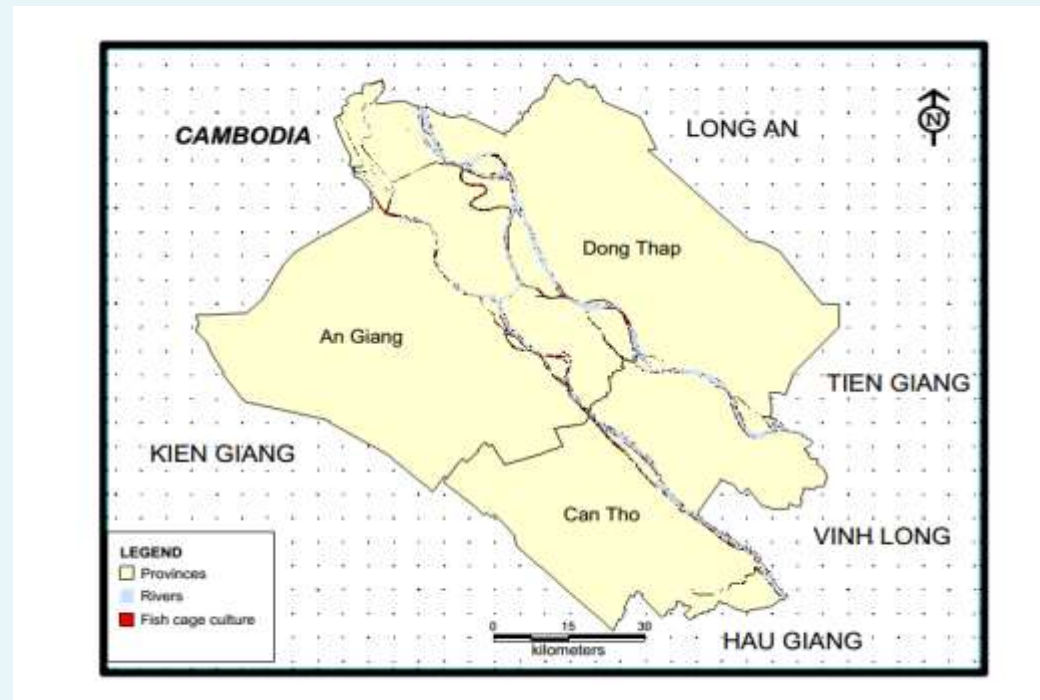 N
LONG AN
CAMBODIA
Dong Thap
An Giang
TIEN GIANG
KIEN GIANG
Can Tho
VINH LONG
LEGEND
Provinces
Rivers
Fish cage culture
0 15 30
kilometers
HAU GIANG